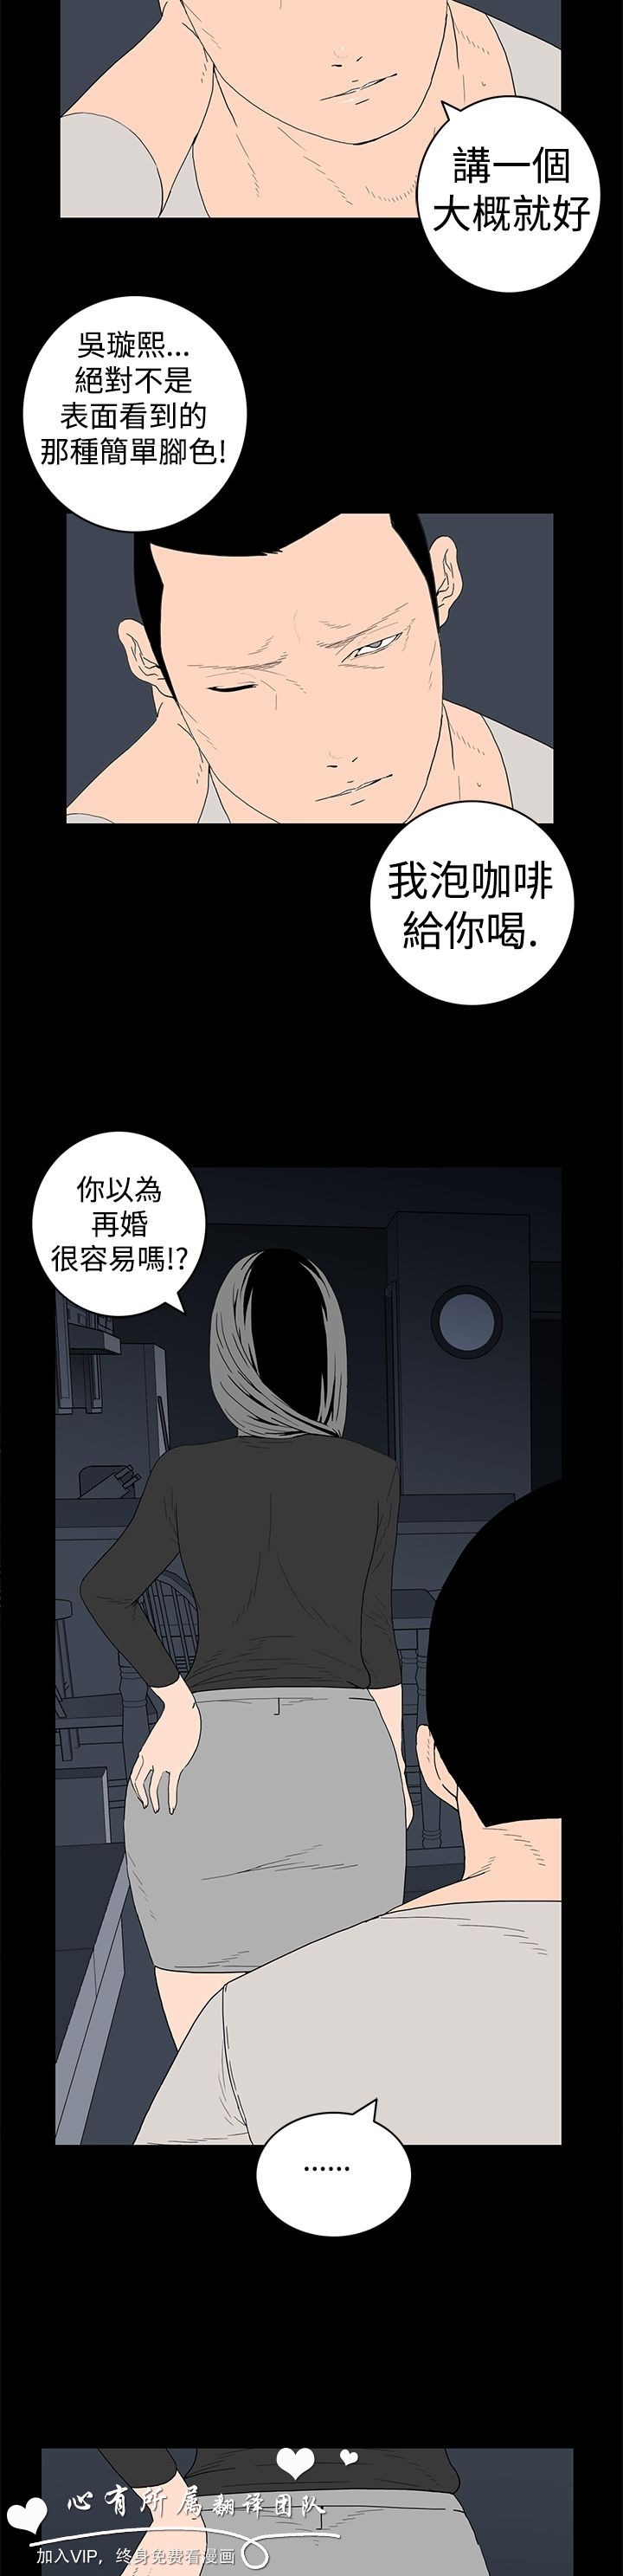 講一個
大概就好
吳璇熙...
絕對不是
表面看到的
那種簡單腳色!
我泡咖啡
給你喝.
你以為
再婚
很容易嗎!?
......
心有所属翻译团队
加入VIP，终身免费看漫画